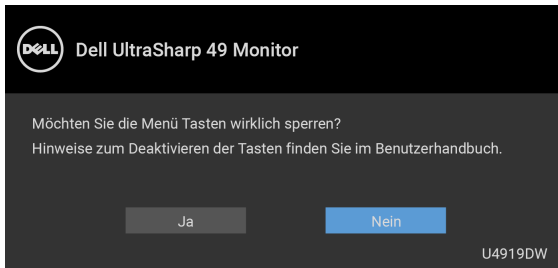 DELL
Dell UltraSharp 49 Monitor
Möchten Sie die Menü Tasten wirklich sperren?
Hinweise zum Deaktivieren der Tasten finden Sie im Benutzerhandbuch.
Ja
Nein
U4919DW